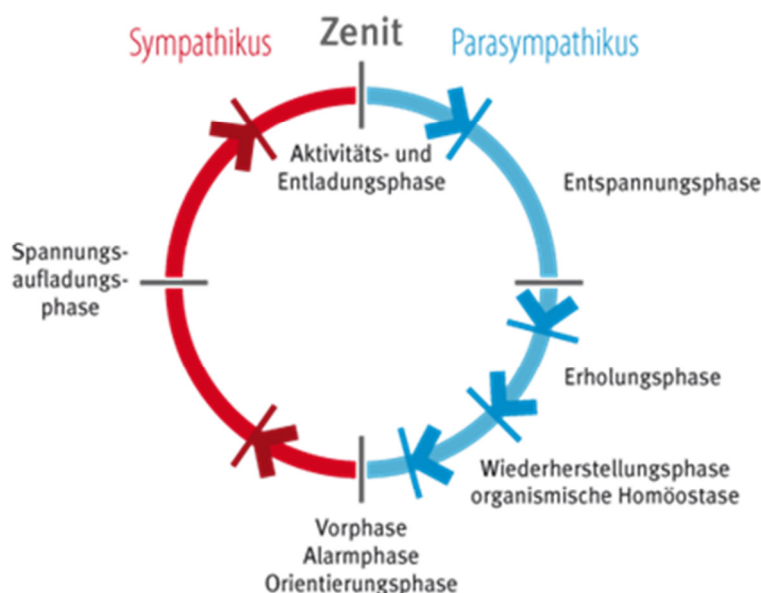 Sympathikus
Zenit
Parasympathikus
Aktivitäts- und
Entladungsphase
Entspannungsphase
Spannungs-
aufladungs-
phase
Erholungsphase
Wiederherstellungsphase
organismische Homöostase
Vorphase
Alarmphase
Orientierungsphase